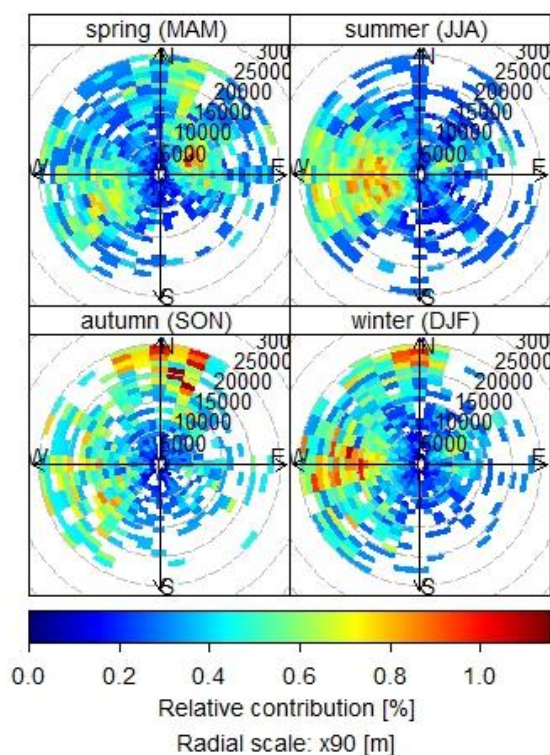 spring (MAM)
summer (JJA)
N
300
25000
20000
15000
10000
5000
W
E
S
N
300
25000
20000
15000
10000
5000
W
E
S
autumn (SON)
winter (DJF)
N
300
25000
20000
15000
10000
5000
W
E
S
N
300
25000
20000
15000
10000
5000
W
E
S
0.0 0.2 0.4 0.6 0.8 1.0
Relative contribution [%]
Radial scale: x90 [m]